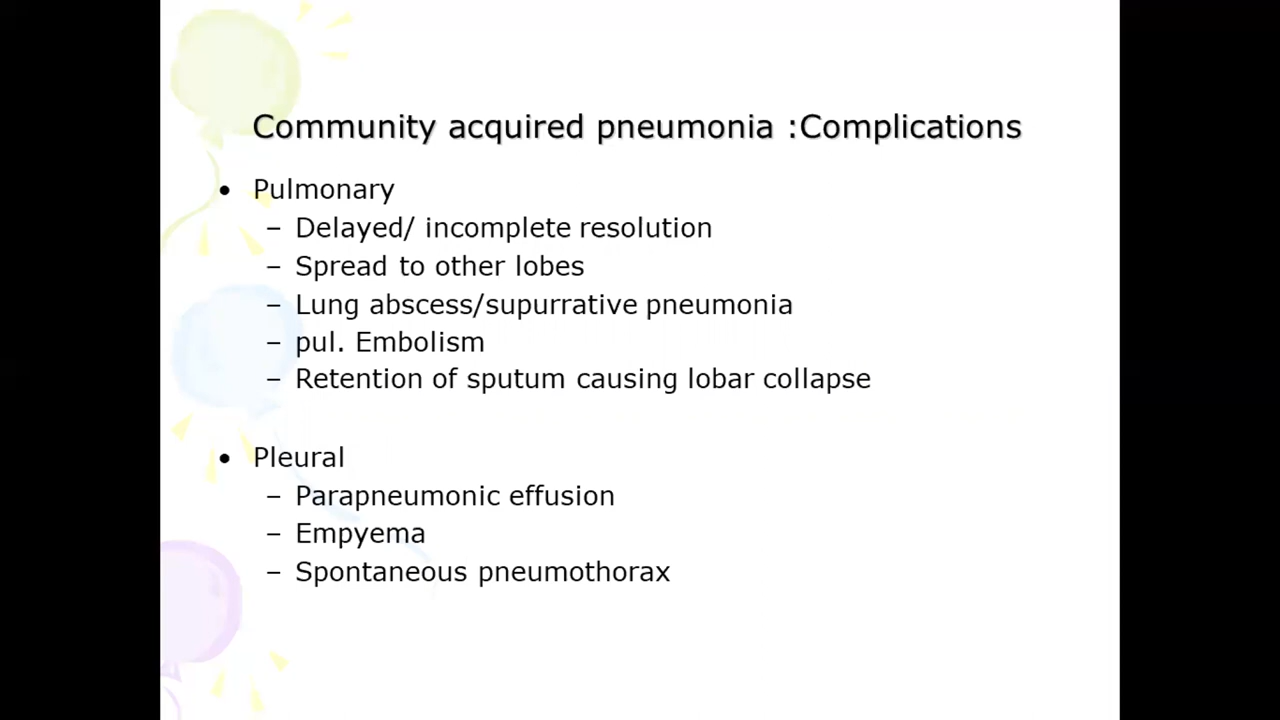 Community acquired pneumonia :Complications
• Pulmonary
– Delayed/ incomplete resolution
– Spread to other lobes
– Lung abscess/supurrative pneumonia
– pul. Embolism
– Retention of sputum causing lobar collapse
• Pleural
– Parapneumonic effusion
– Empyema
– Spontaneous pneumothorax